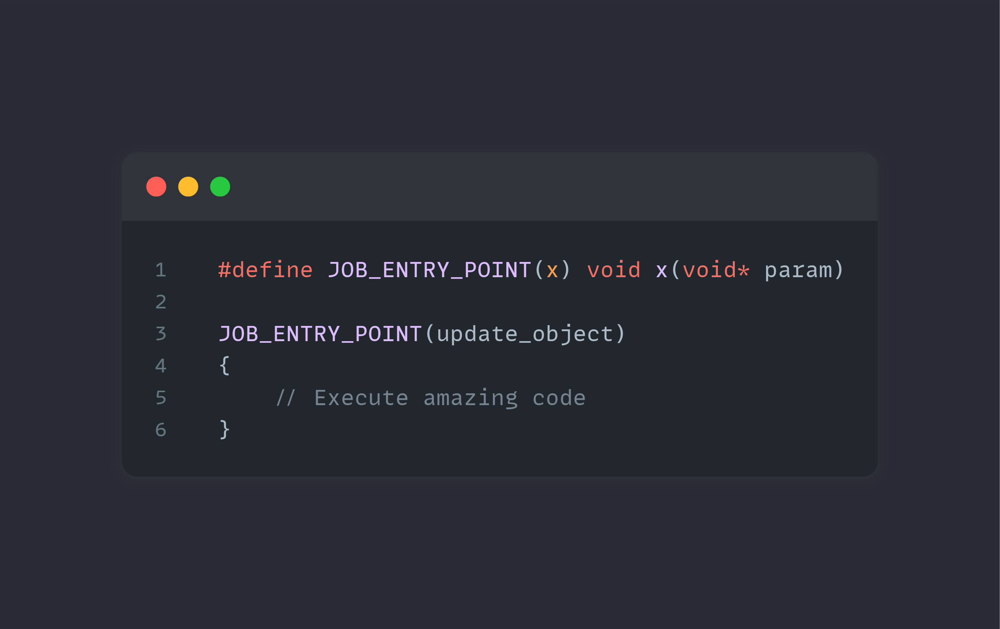 1 #define JOB_ENTRY_POINT(x) void x(void* param)
2
3 JOB_ENTRY_POINT(update_object)
4 {
5     // Execute amazing code
6 }